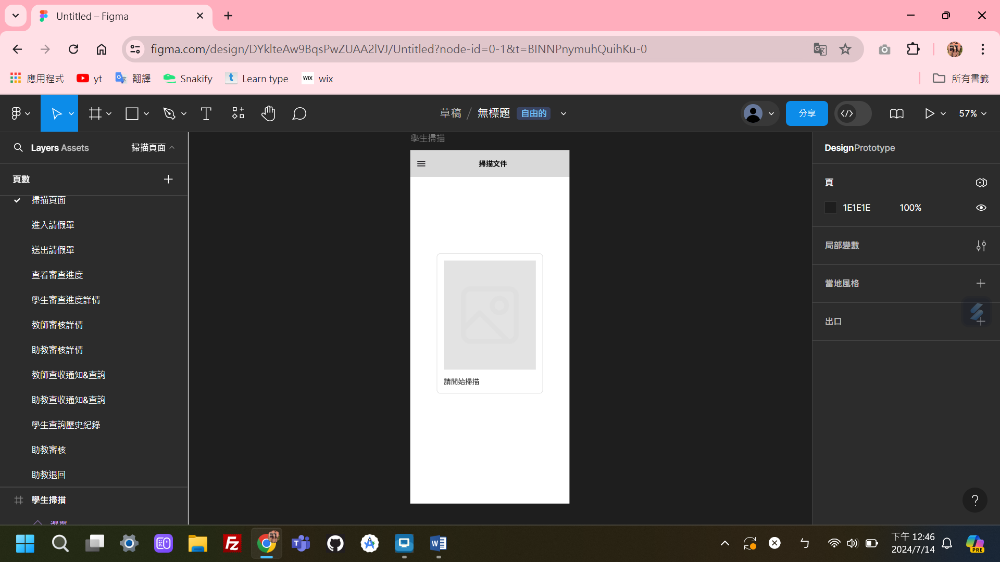 Untitled – Figma
figma.com/design/DYklteAw9BqsPwZUAA2lVJ/Untitled?node-id=0-1&t=BINNPnymuhQuihKu-0
應用程式
yt
翻譯
Snakify
Learn type
WIX wix
所有書籤
草稿 / 無標題 自由的
分享
57%
Layers Assets
掃描頁面
頁數
掃描頁面
進入請假單
送出請假單
查看審查進度
學生審查進度詳情
教師審核詳情
助教審核詳情
教師查收通知&查詢
助教查收通知&查詢
學生查詢歷史紀錄
助教審核
助教退回
學生掃描
選單
學生掃描
掃描文件
請開始掃描
Design Prototype
頁
1E1E1E 100%
局部變數
當地風格
出口
?
下午 12:46
2024/7/14
PRE